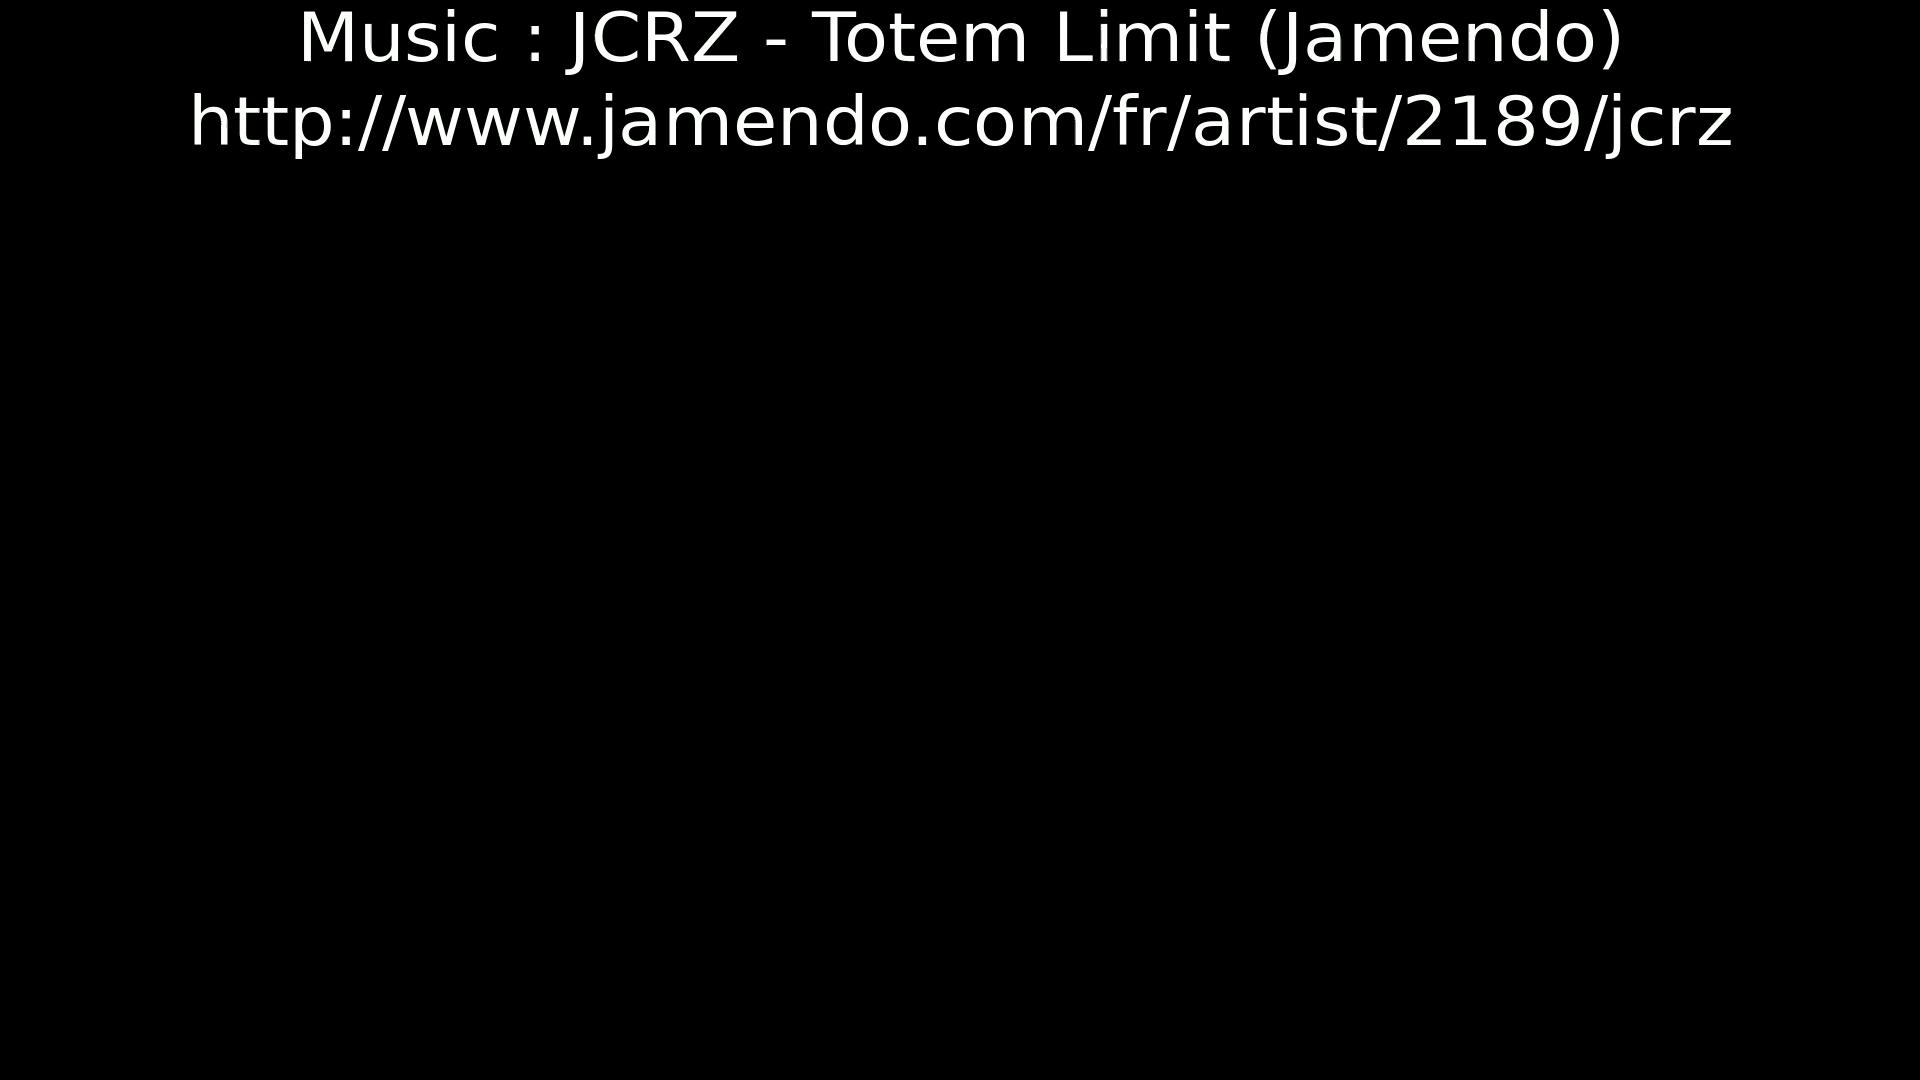 Music : JCRZ - Totem Limit (Jamendo)
http://www.jamendo.com/fr/artist/2189/jcrz